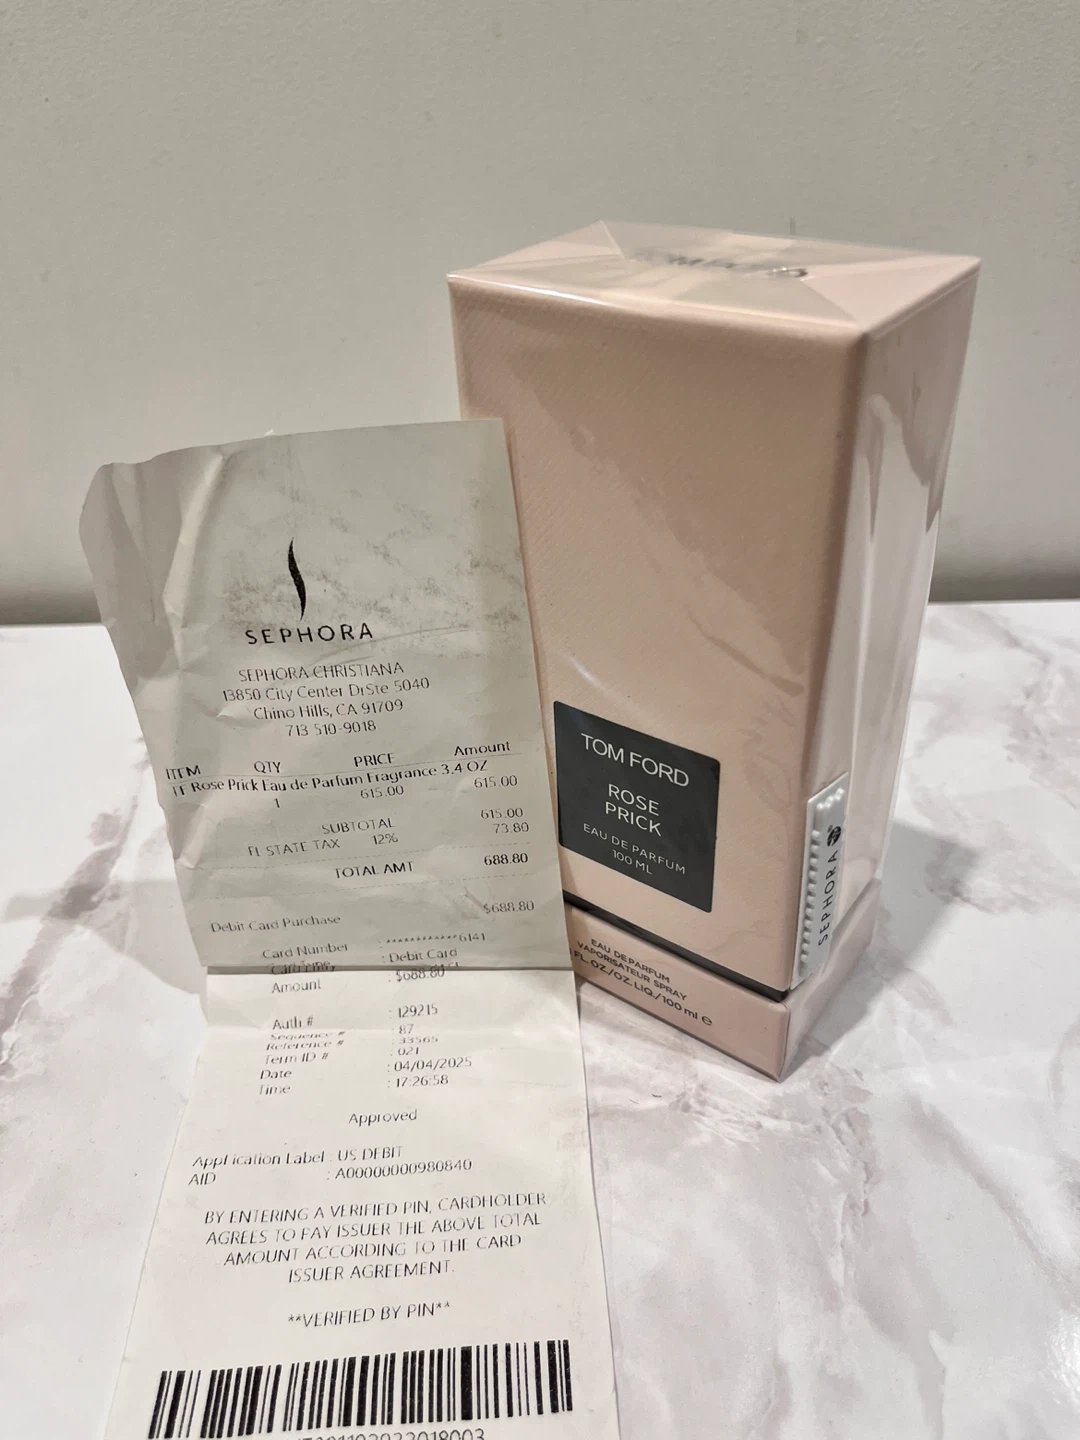 SEPHORA
SEPHORA CHRISTIANA
13850 City Center DrSte 5040
Chino Hills, CA 91709
713 510-9018
ITEM QTY PRICE Amount
TF Rose Prick Eau de Parfum Fragrance 3.4 OZ
1 615.00 615.00
SUBTOTAL 615.00
FL STATE TAX 12% 73.80
TOTAL AMT 688.80
Debit Card Purchase $688.80
Card Number : ************6141
Card Type : Debit Card
Amount : $688.80
Auth # : 129215
Sequence # : 87
Reference # : 33565
Term ID # : 021
Date : 04/04/2025
Time : 17:26:58
Approved
Application Label : US DEBIT
AID : A00000000980840
BY ENTERING A VERIFIED PIN, CARDHOLDER
AGREES TO PAY ISSUER THE ABOVE TOTAL
AMOUNT ACCORDING TO THE CARD
ISSUER AGREEMENT.
**VERIFIED BY PIN**
TOM FORD
ROSE
PRICK
EAU DE PARFUM
100 ML
EAU DE PARFUM
VAPORISATEUR SPRAY
FL. OZ./OZ. LIQ./100 ml e
SEPHORA